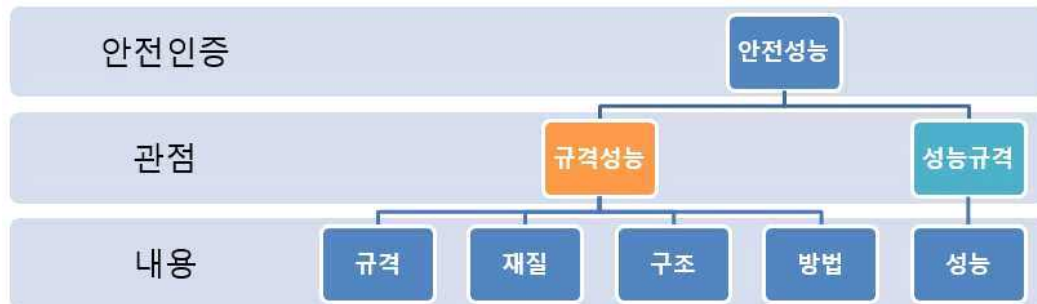 안전인증
안전성능
관점
규격성능
성능규격
내용
규격
재질
구조
방법
성능